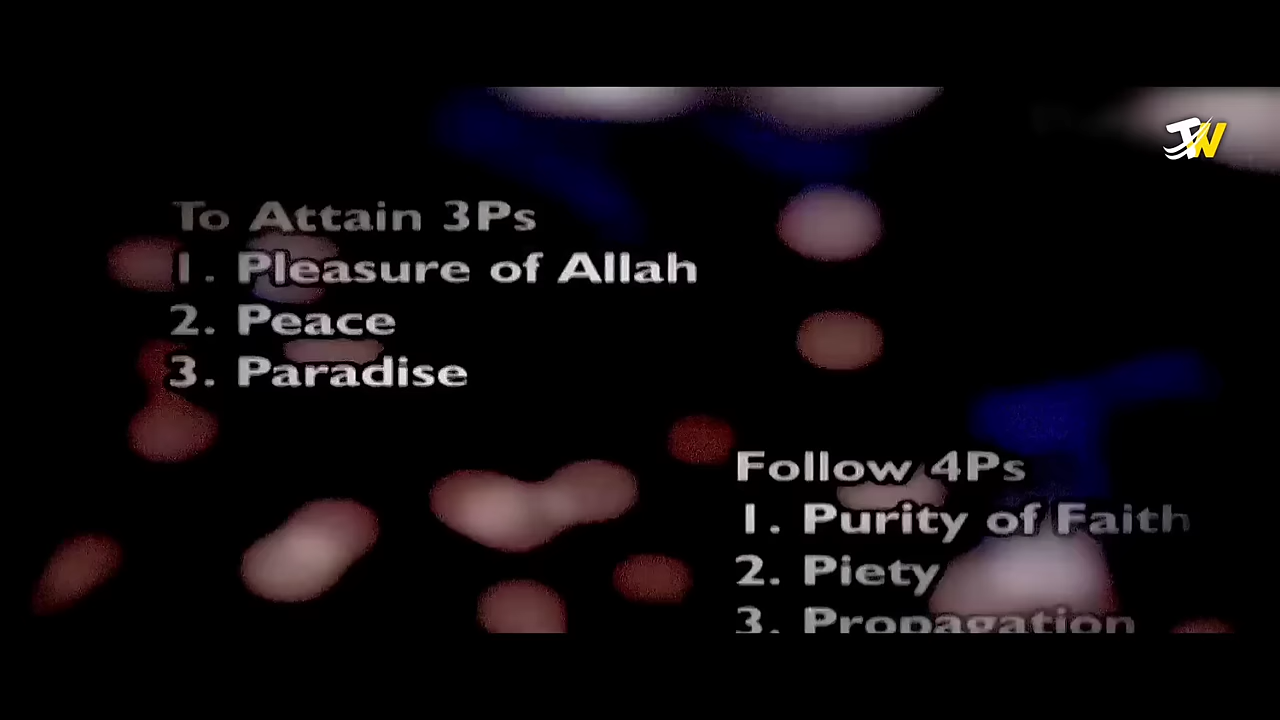 To Attain 3Ps
1. Pleasure of Allah
2. Peace
3. Paradise
Follow 4Ps
1. Purity of Faith
2. Piety
3. Propagation
TW